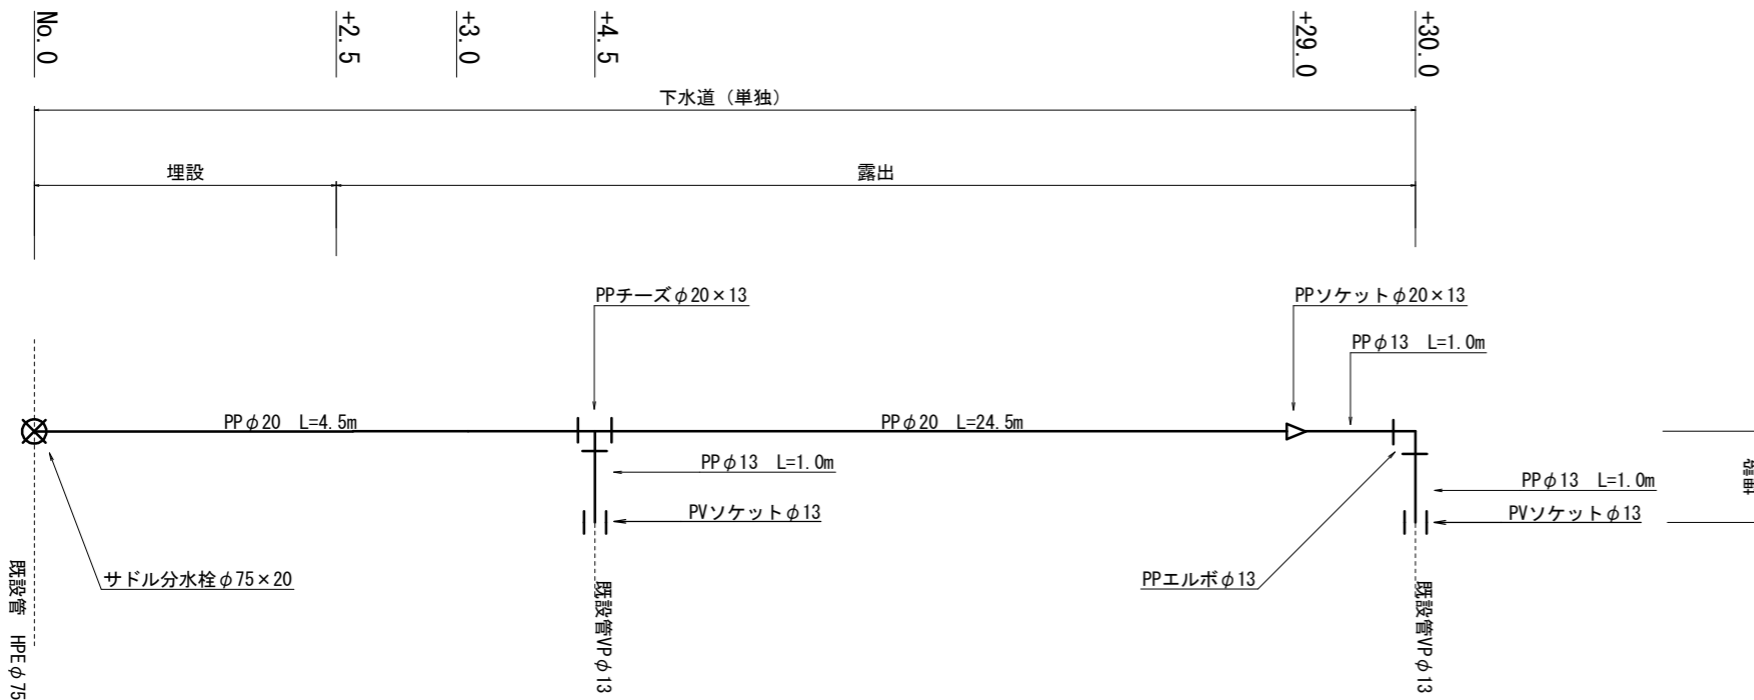 No.0
+2.5
+3.0
+4.5
+29.0
+30.0
下水道（単独）
埋設
露出
PPチーズφ20×13
PPソケットφ20×13
PPφ13 L=1.0m
PPφ20 L=4.5m
PPφ20 L=24.5m
PPφ13 L=1.0m
PVソケットφ13
PPφ13 L=1.0m
PVソケットφ13
サドル分水栓φ75×20
PPエルボφ13
既設管 HPEφ75
既設管VPφ13
既設管VPφ13